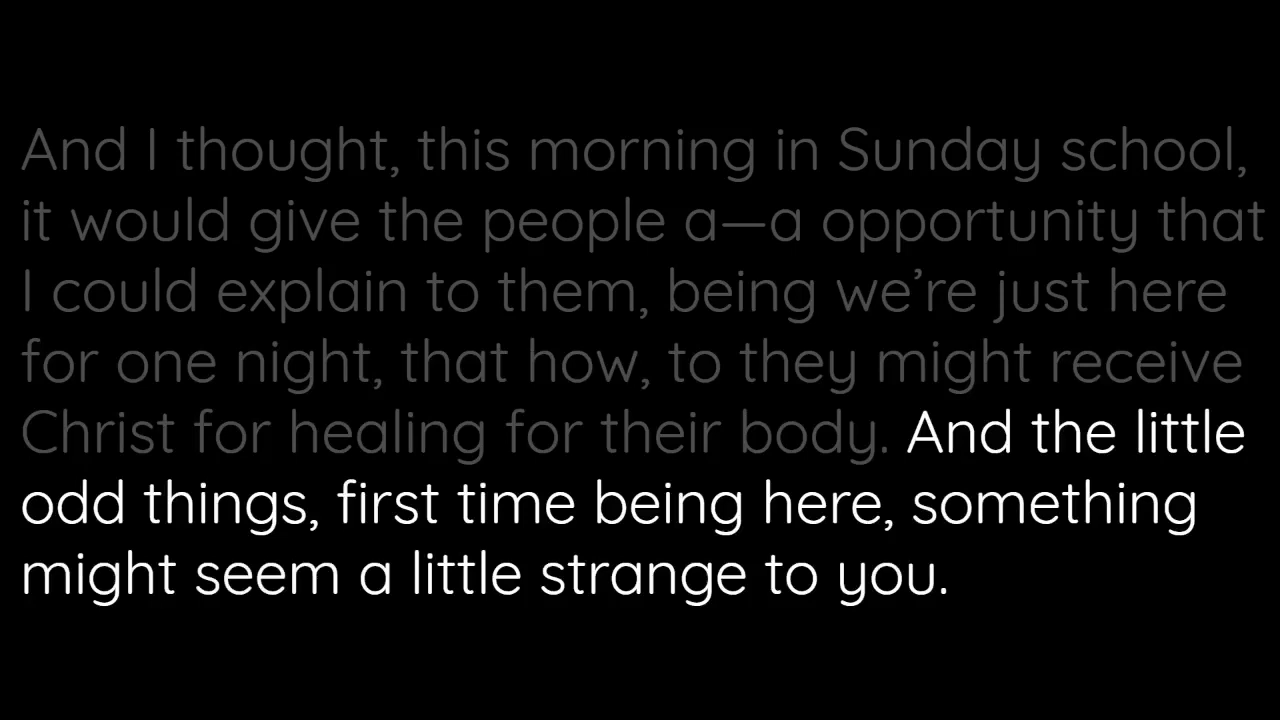 And I thought, this morning in Sunday school,
it would give the people a—a opportunity that
I could explain to them, being we’re just here
for one night, that how, to they might receive
Christ for healing for their body. And the little
odd things, first time being here, something
might seem a little strange to you.